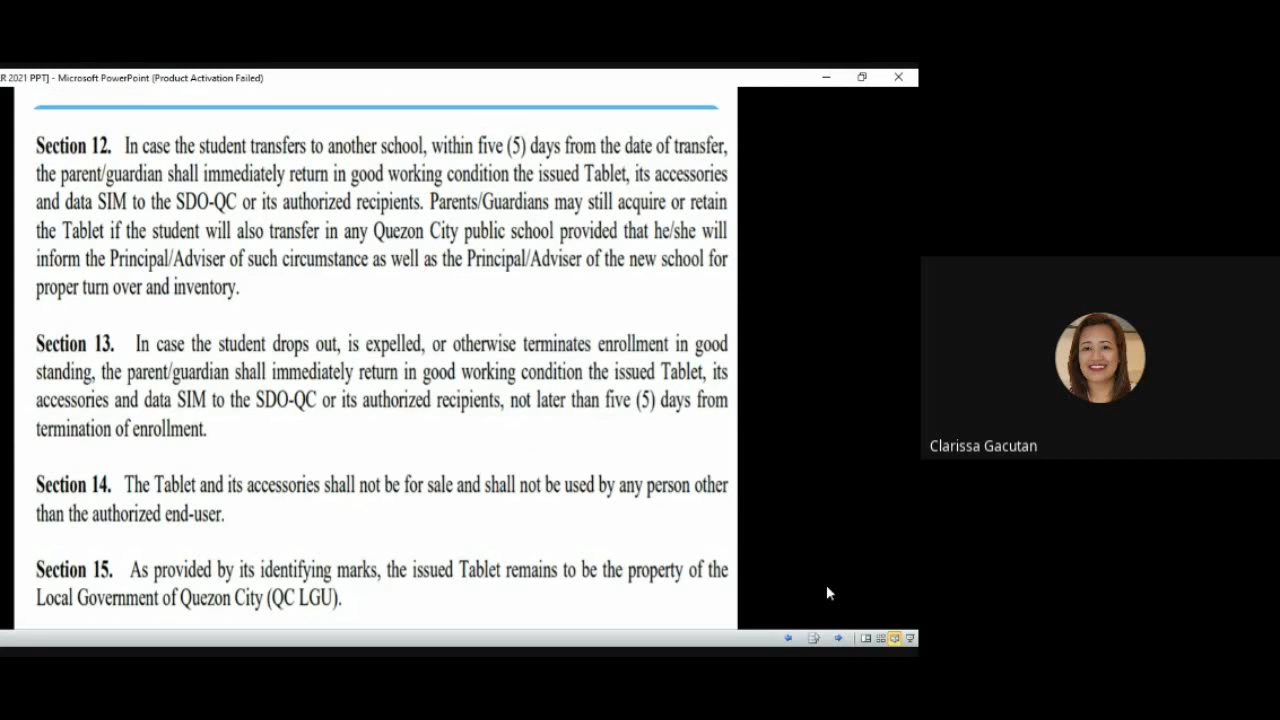 R 2021 PPT] - Microsoft PowerPoint (Product Activation Failed)
Section 12. In case the student transfers to another school, within five (5) days from the date of transfer,
the parent/guardian shall immediately return in good working condition the issued Tablet, its accessories
and data SIM to the SDO-QC or its authorized recipients. Parents/Guardians may still acquire or retain
the Tablet if the student will also transfer in any Quezon City public school provided that he/she will
inform the Principal/Adviser of such circumstance as well as the Principal/Adviser of the new school for
proper turn over and inventory.
Section 13. In case the student drops out, is expelled, or otherwise terminates enrollment in good
standing, the parent/guardian shall immediately return in good working condition the issued Tablet, its
accessories and data SIM to the SDO-QC or its authorized recipients, not later than five (5) days from
termination of enrollment.
Section 14. The Tablet and its accessories shall not be for sale and shall not be used by any person other
than the authorized end-user.
Section 15. As provided by its identifying marks, the issued Tablet remains to be the property of the
Local Government of Quezon City (QC LGU).
Clarissa Gacutan